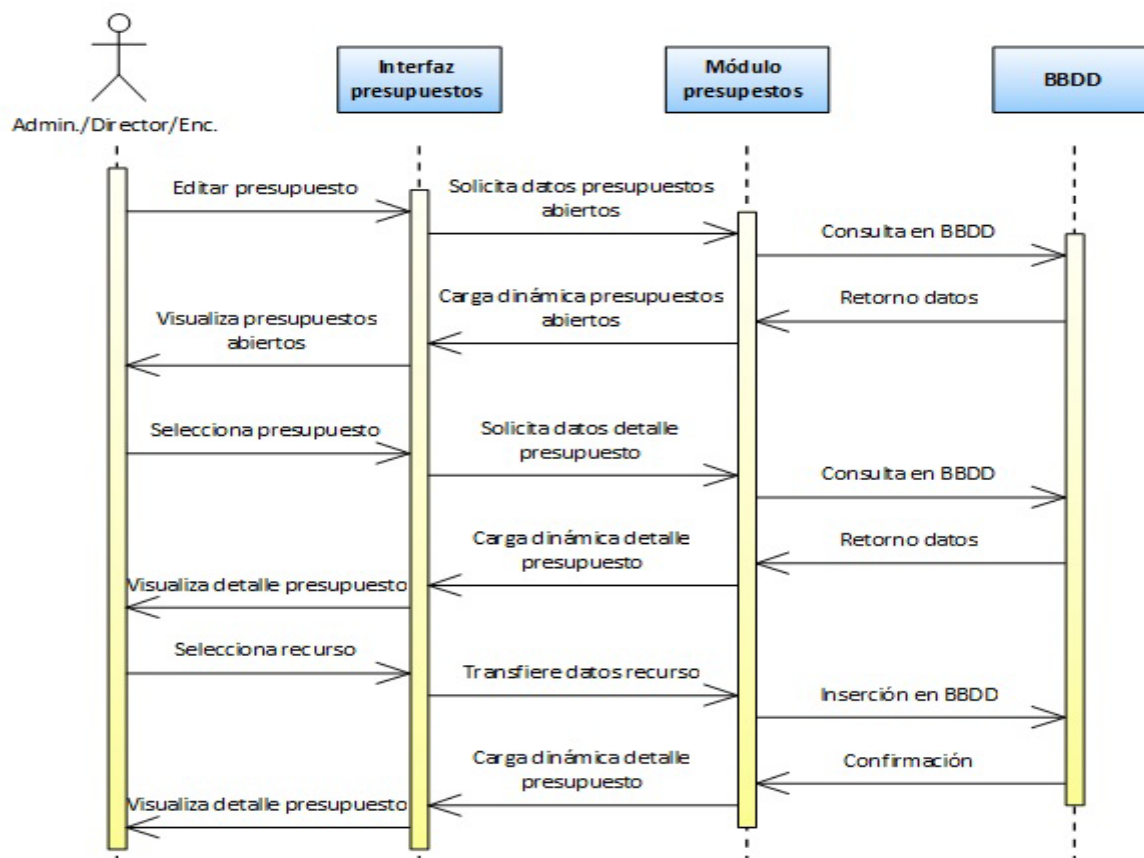 Interfaz
presupuestos
Módulo
presupestos
BBDD
Admin./Director/Enc.
Editar presupuesto
Solicita datos presupuestos
abiertos
Consulta en BBDD
Retorno datos
Carga dinámica presupuestos
abiertos
Visualiza presupuestos
abiertos
Selecciona presupuesto
Solicita datos detalle
presupuesto
Consulta en BBDD
Retorno datos
Carga dinámica detalle
presupuesto
Visualiza detalle presupuesto
Selecciona recurso
Transfiere datos recurso
Inserción en BBDD
Confirmación
Carga dinámica detalle
presupuesto
Visualiza detalle presupuesto